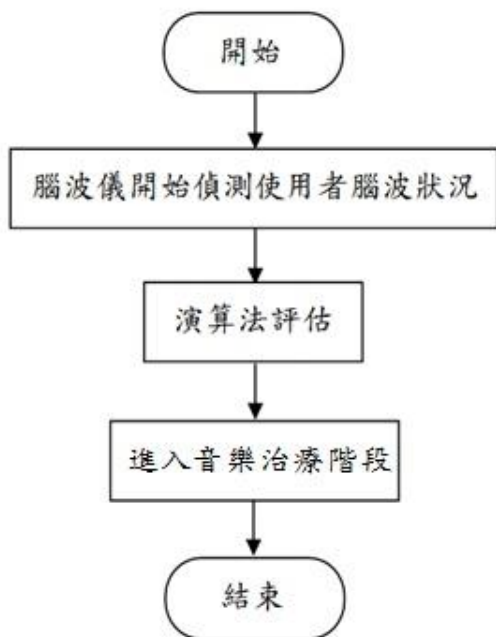 開始
腦波儀開始偵測使用者腦波狀況
演算法評估
進入音樂治療階段
結束